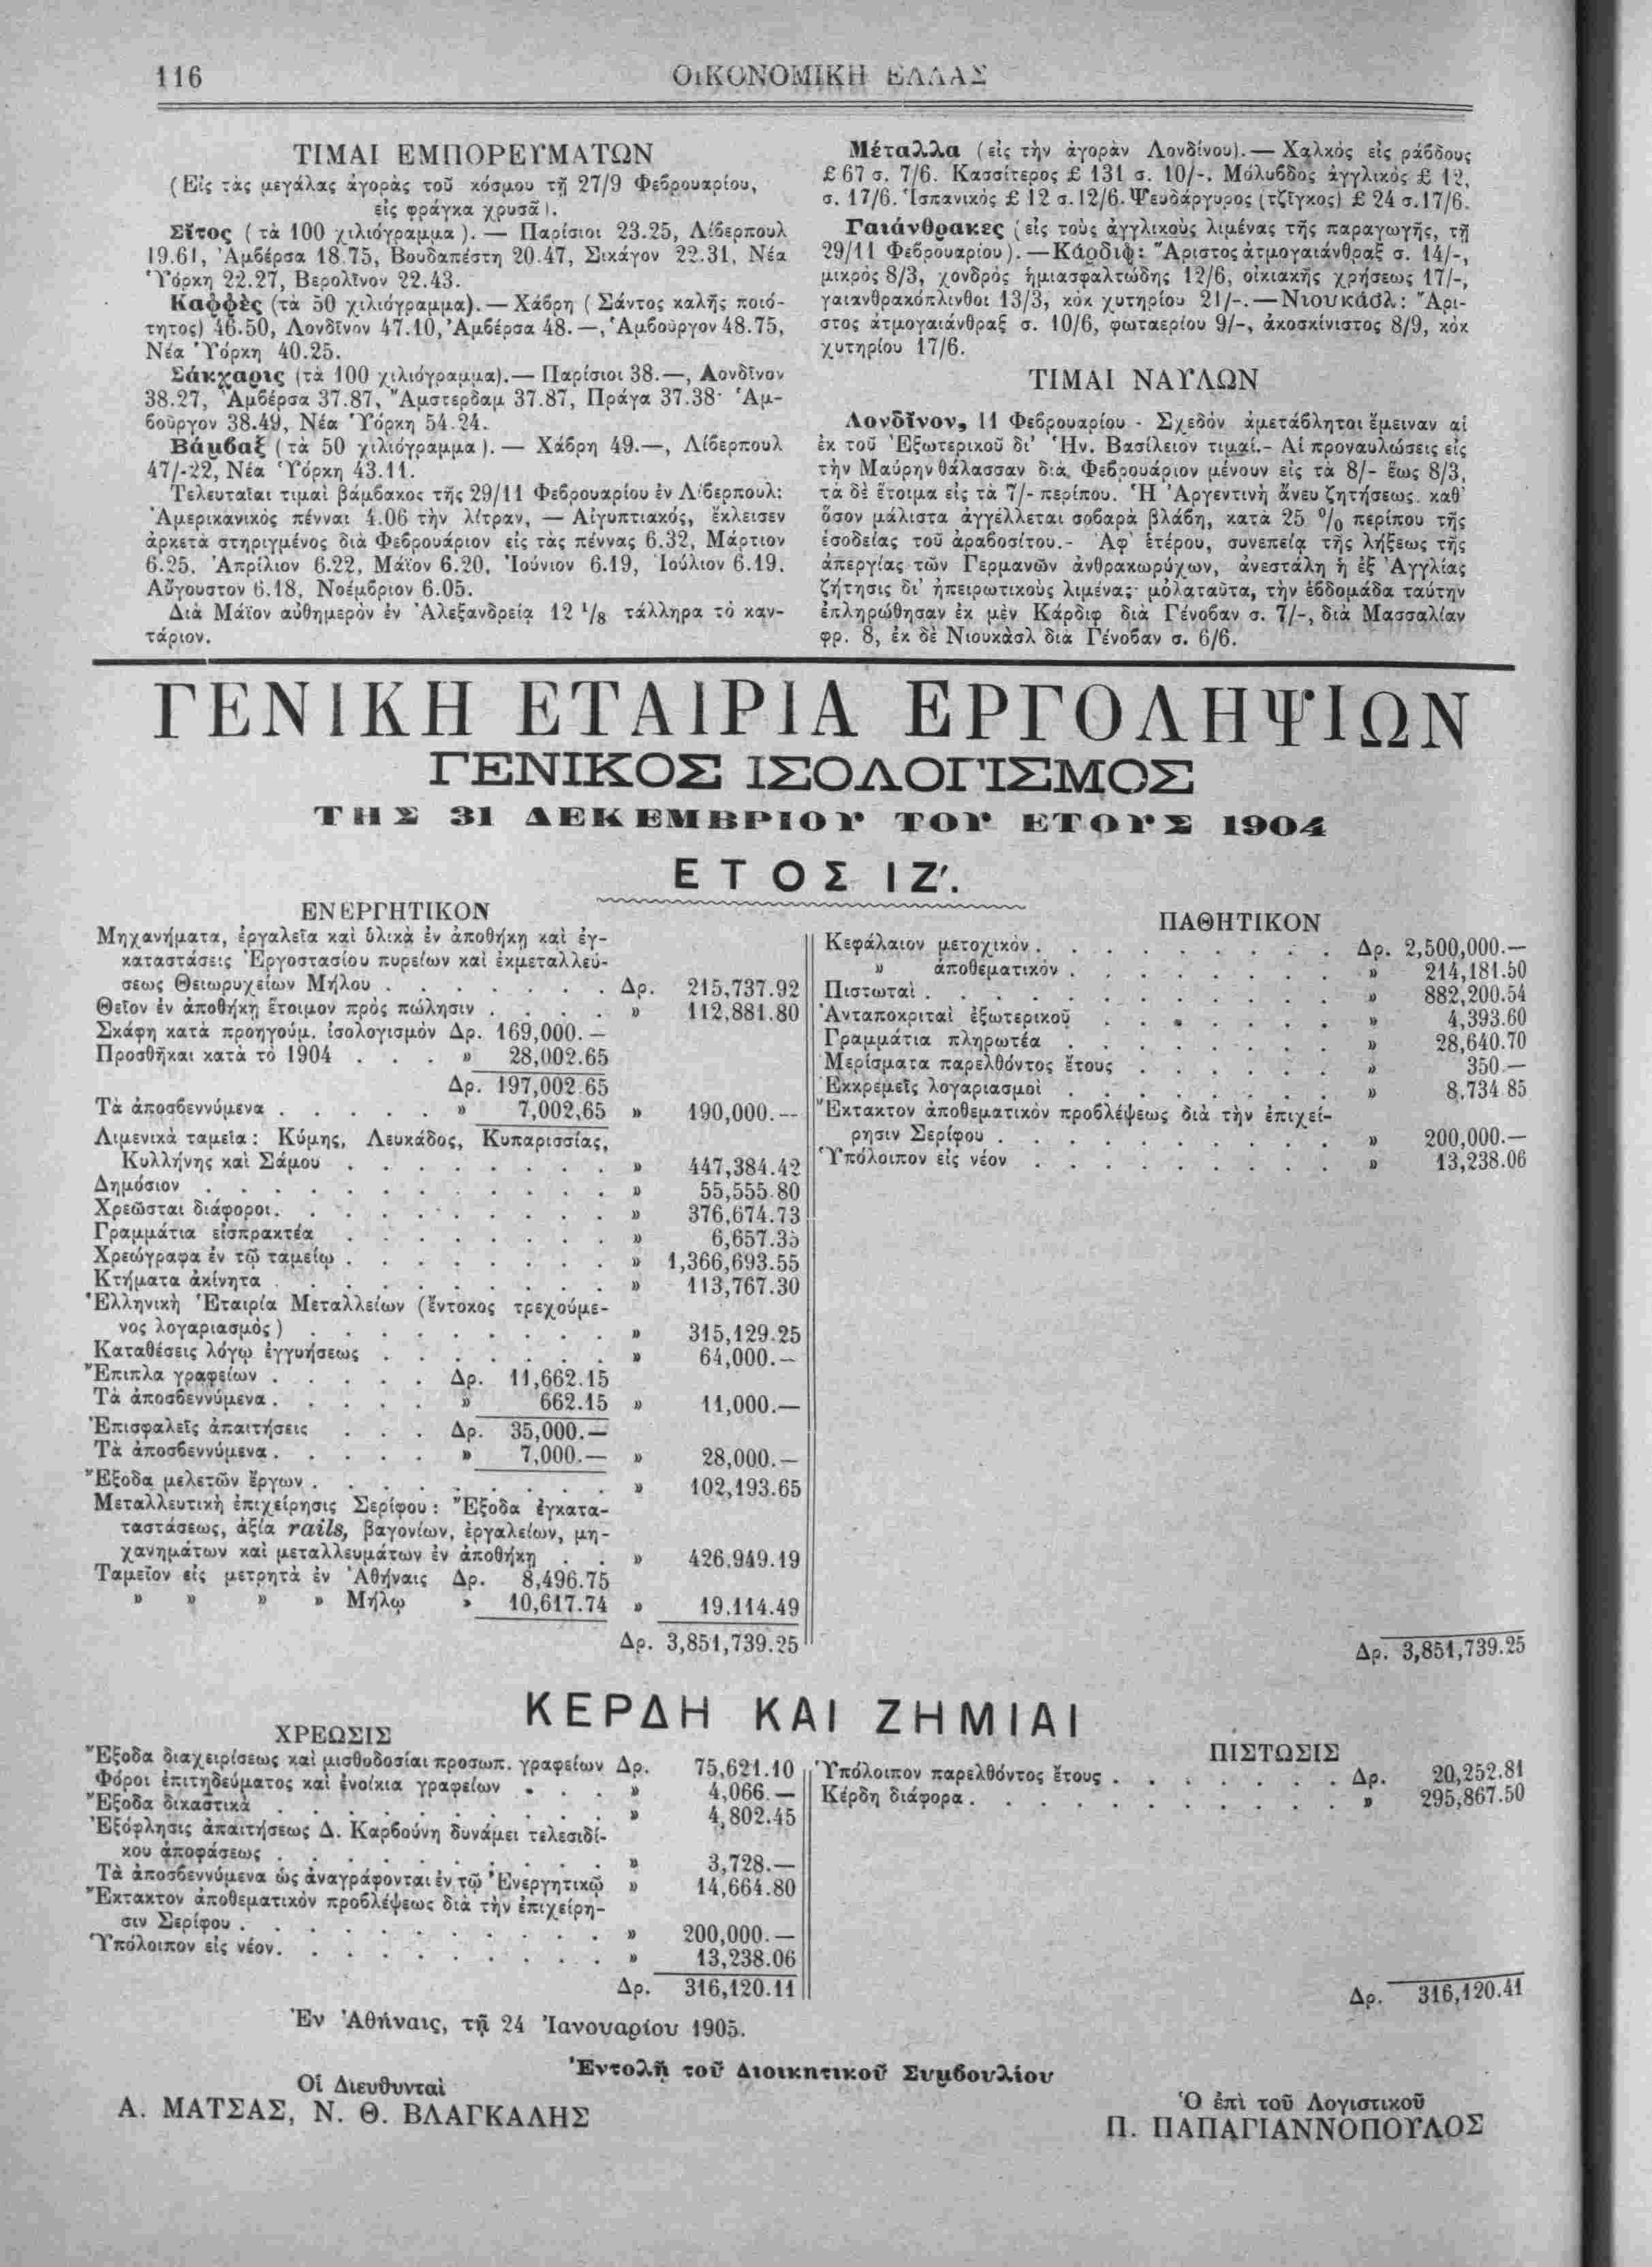 116
ΟΙΚΟΝΟΜΙΚΗ ΕΛΛΑΣ
ΤΙΜΑΙ ΕΜΠΟΡΕΥΜΑΤΩΝ
(Εἰς τὰς μεγάλας ἀγορὰς τοῦ κόσμου τῇ 27/9 Φεβρουαρίου,
εἰς φράγκα χρυσᾶ).
Σῖτος (τὰ 100 χιλιόγραμμα). — Παρίσιοι 23.25, Λίβερπουλ
19.61, Ἀμβέρσα 18.75, Βουδαπέστη 20.47, Σικάγον 22.31, Νέα
Ὑόρκη 22.27, Βερολῖνον 22.43.
Καφφὲς (τὰ 50 χιλιόγραμμα). — Χάβρη (Σάντος καλῆς ποιό-
τητος) 46.50, Λονδῖνον 47.10, Ἀμβέρσα 48.—, Ἁμβοῦργον 48.75,
Νέα Ὑόρκη 40.25.
Σάκχαρις (τὰ 100 χιλιόγραμμα).— Παρίσιοι 38.—, Λονδῖνον
38.27, Ἀμβέρσα 37.87, Ἄμστερδαμ 37.87, Πράγα 37.38· Ἁμ-
βοῦργον 38.49, Νέα Ὑόρκη 54.24.
Βάμβαξ (τὰ 50 χιλιόγραμμα). — Χάβρη 49.—, Λίβερπουλ
47/-22, Νέα Ὑόρκη 43.11.
Τελευταῖαι τιμαὶ βάμβακος τῆς 29/11 Φεβρουαρίου ἐν Λίβερπουλ:
Ἀμερικανικὸς πένναι 4.06 τὴν λίτραν, — Αἰγυπτιακός, ἔκλεισεν
ἀρκετὰ στηριγμένος διὰ Φεβρουάριον εἰς τὰς πέννας 6.32, Μάρτιον
6.25, Ἀπρίλιον 6.22, Μάϊον 6.20, Ἰούνιον 6.19, Ἰούλιον 6.19,
Αὔγουστον 6.18, Νοέμβριον 6.05.
Διὰ Μάϊον αὐθημερὸν ἐν Ἀλεξανδρείᾳ 12 1/8 τάλληρα τὸ καν-
τάριον.
Μέταλλα (εἰς τὴν ἀγορὰν Λονδίνου).— Χαλκὸς εἰς ράβδους
£ 67 σ. 7/6. Κασσίτερος £ 131 σ. 10/-. Μόλυβδος ἀγγλικὸς £ 12,
σ. 17/6. Ἱσπανικὸς £ 12 σ. 12/6. Ψευδάργυρος (τζῖγκος) £ 24 σ. 17/6.
Γαιάνθρακες (εἰς τοὺς ἀγγλικοὺς λιμένας τῆς παραγωγῆς, τῇ
29/11 Φεβρουαρίου).—Κάρδιφ: Ἄριστος ἀτμογαιάνθραξ σ. 14/-,
μικρὸς 8/3, χονδρὸς ἡμιασφαλτώδης 12/6, οἰκιακῆς χρήσεως 17/-,
γαιανθρακόπλινθοι 13/3, κὸκ χυτηρίου 21/-.—Νιουκάσλ: Ἄρι-
στος ἀτμογαιάνθραξ σ. 10/6, φωταερίου 9/-, ἀκοσκίνιστος 8/9, κὸκ
χυτηρίου 17/6.
ΤΙΜΑΙ ΝΑΥΛΩΝ
Λονδῖνον, 11 Φεβρουαρίου - Σχεδὸν ἀμετάβλητοι ἔμειναν αἱ
ἐκ τοῦ Ἐξωτερικοῦ δι' Ἡν. Βασίλειον τιμαί.- Αἱ προναυλώσεις εἰς
τὴν Μαύρην θάλασσαν διὰ Φεβρουάριον μένουν εἰς τὰ 8/- ἕως 8/3,
τὰ δὲ ἕτοιμα εἰς τὰ 7/- περίπου. Ἡ Ἀργεντινὴ ἄνευ ζητήσεως καθ'
ὅσον μάλιστα ἀγγέλλεται σοβαρὰ βλάβη, κατὰ 25 % περίπου τῆς
ἐσοδείας τοῦ ἀραβοσίτου.- Ἀφ' ἑτέρου, συνεπείᾳ τῆς λήξεως τῆς
ἀπεργίας τῶν Γερμανῶν ἀνθρακωρύχων, ἀνεστάλη ἡ ἐξ Ἀγγλίας
ζήτησις δι' ἠπειρωτικοὺς λιμένας· μόλαταῦτα, τὴν ἑβδομάδα ταύτην
ἐπληρώθησαν ἐκ μὲν Κάρδιφ διὰ Γένοβαν σ. 7/-, διὰ Μασσαλίαν
φρ. 8, ἐκ δὲ Νιουκὰσλ διὰ Γένοβαν σ. 6/6.
ΓΕΝΙΚΗ ΕΤΑΙΡΙΑ ΕΡΓΟΛΗΨΙΩΝ
ΓΕΝΙΚΟΣ ΙΣΟΛΟΓΙΣΜΟΣ
ΤΗΣ 31 ΔΕΚΕΜΒΡΙΟΥ ΤΟΥ ΕΤΟΥΣ 1904
ΕΤΟΣ ΙΖ'.
ΕΝΕΡΓΗΤΙΚΟΝ
Μηχανήματα, ἐργαλεῖα καὶ ὑλικὰ ἐν ἀποθήκῃ καὶ ἐγ-
καταστάσεις Ἐργοστασίου πυρείων καὶ ἐκμεταλλεύ-
σεως Θειωρυχείων Μήλου . . . . . . . Δρ. 215,737.92
Θεῖον ἐν ἀποθήκῃ ἕτοιμον πρὸς πώλησιν . . . . » 112,881.80
Σκάφη κατὰ προηγούμ. ἰσολογισμὸν Δρ. 169,000.—
Προσθῆκαι κατὰ τὸ 1904 . . . » 28,002.65
Δρ. 197,002.65
Τὰ ἀποσβεννύμενα . . . . . » 7,002,65 » 190,000.--
Λιμενικὰ ταμεῖα: Κύμης, Λευκάδος, Κυπαρισσίας,
Κυλλήνης καὶ Σάμου . . . . . . . . » 447,384.42
Δημόσιον . . . . . . . . . . » 55,555.80
Χρεῶσται διάφοροι . . . . . . . . » 376,674.73
Γραμμάτια εἰσπρακτέα . . . . . . . » 6,657.35
Χρεώγραφα ἐν τῷ ταμείῳ . . . . . . . » 1,366,693.55
Κτήματα ἀκίνητα . . . . . . . . » 113,767.30
Ἑλληνικὴ Ἑταιρία Μεταλλείων (ἔντοκος τρεχούμε-
νος λογαριασμὸς) . . . . . . . . » 315,129.25
Καταθέσεις λόγῳ ἐγγυήσεως . . . . . . » 64,000.—
Ἔπιπλα γραφείων . . . . . Δρ. 11,662.15
Τὰ ἀποσβεννύμενα . . . . . » 662.15 » 11,000.—
Ἐπισφαλεῖς ἀπαιτήσεις . . . Δρ. 35,000.—
Τὰ ἀποσβεννύμενα . . . . . » 7,000.— » 28,000.—
Ἔξοδα μελετῶν ἔργων . . . . . . . . » 102,193.65
Μεταλλευτικὴ ἐπιχείρησις Σερίφου: Ἔξοδα ἐγκατα-
ταστάσεως, ἀξία rails, βαγονίων, ἐργαλείων, μη-
χανημάτων καὶ μεταλλευμάτων ἐν ἀποθήκῃ . . » 426,949.19
Ταμεῖον εἰς μετρητὰ ἐν Ἀθήναις Δρ. 8,496.75
» » » » Μήλῳ » 10,617.74 » 19.114.49
Δρ. 3,851,739.25
ΠΑΘΗΤΙΚΟΝ
Κεφάλαιον μετοχικὸν . . . . . . . . . Δρ. 2,500,000.—
» ἀποθεματικὸν . . . . . . . . » 214,181.50
Πιστωταὶ . . . . . . . . . . . » 882,200.54
Ἀνταποκριταὶ ἐξωτερικοῦ . . . . . . » 4,393.60
Γραμμάτια πληρωτέα . . . . . . . . » 28,640.70
Μερίσματα παρελθόντος ἔτους . . . . . . » 350.—
Ἐκκρεμεῖς λογαριασμοὶ . . . . . . . . » 8,734 85
Ἔκτακτον ἀποθεματικὸν προβλέψεως διὰ τὴν ἐπιχεί-
ρησιν Σερίφου . . . . . . . . . . » 200,000.—
Ὑπόλοιπον εἰς νέον . . . . . . . . . » 13,238.06
Δρ. 3,851,739.25
ΚΕΡΔΗ ΚΑΙ ΖΗΜΙΑΙ
ΧΡΕΩΣΙΣ
Ἔξοδα διαχειρίσεως καὶ μισθοδοσίαι προσωπ. γραφείων Δρ. 75,621.10
Φόροι ἐπιτηδεύματος καὶ ἐνοίκια γραφείων . . . » 4,066.—
Ἔξοδα δικαστικὰ . . . . . . . . . » 4,802.45
Ἐξόφλησις ἀπαιτήσεως Δ. Καρβούνη δυνάμει τελεσιδί-
κου ἀποφάσεως . . . . . . . . . » 3,728.—
Τὰ ἀποσβεννύμενα ὡς ἀναγράφονται ἐν τῷ Ἐνεργητικῷ » 14,664.80
Ἔκτακτον ἀποθεματικὸν προβλέψεως διὰ τὴν ἐπιχείρη-
σιν Σερίφου . . . . . . . . . . » 200,000.—
Ὑπόλοιπον εἰς νέον . . . . . . . . . » 13,238.06
Δρ. 316,120.11
ΠΙΣΤΩΣΙΣ
Ὑπόλοιπον παρελθόντος ἔτους . . . . . . . Δρ. 20,252.81
Κέρδη διάφορα . . . . . . . . . . . » 295,867.50
Δρ. 316,120.41
Ἐν Ἀθήναις, τῇ 24 Ἰανουαρίου 1905.
Ἐντολῇ τοῦ Διοικητικοῦ Συμβουλίου
Οἱ Διευθυνταὶ
Α. ΜΑΤΣΑΣ, Ν. Θ. ΒΛΑΓΚΑΛΗΣ
Ὁ ἐπὶ τοῦ Λογιστικοῦ
Π. ΠΑΠΑΓΙΑΝΝΟΠΟΥΛΟΣ